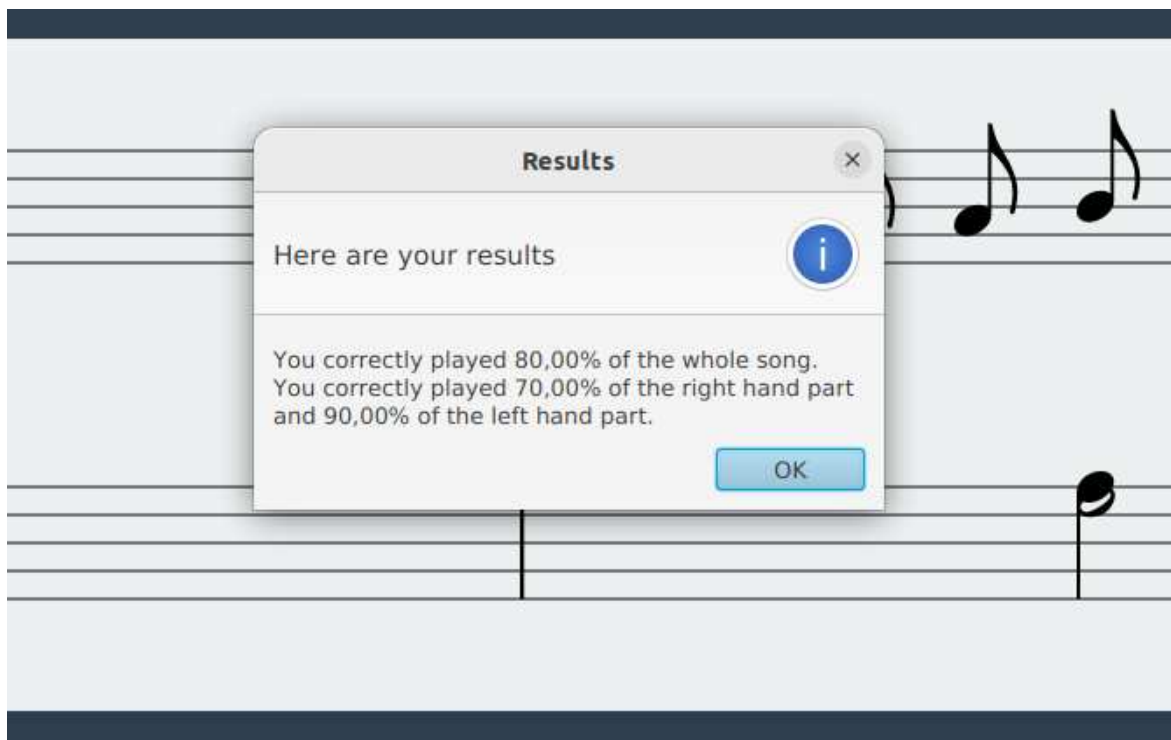 Results
Here are your results
You correctly played 80,00% of the whole song.
You correctly played 70,00% of the right hand part
and 90,00% of the left hand part.
OK